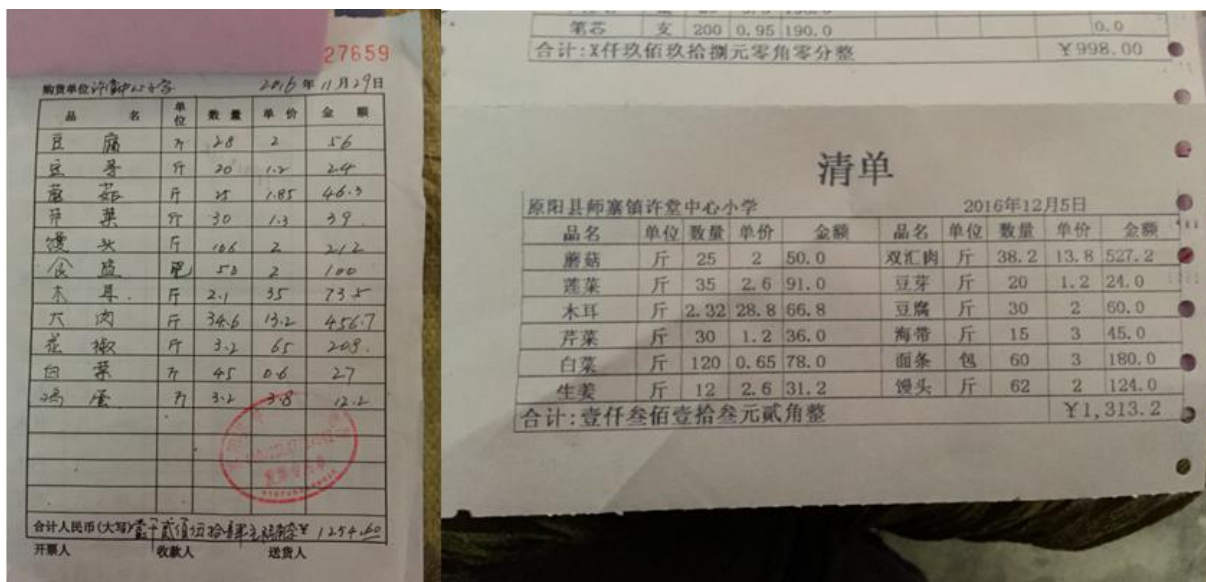 27659
购货单位 许堂中心小学 2016年11月29日
品名 单位 数量 单价 金额
豆腐 斤 28 2 56
豆芽 斤 20 1.2 24
蘑菇 斤 25 1.85 46.3
芹菜 斤 30 1.3 39
馒头 斤 106 2 212
食盐 吧 50 2 100
木耳. 斤 2.1 35 73.5
大肉 斤 34.6 13.2 456.7
花椒 斤 3.2 65 208.
白菜 斤 45 0.6 27
鸡蛋 斤 3.2 3.8 12.2
合计人民币(大写) 壹千贰佰伍拾肆元 ¥ 1254.60
开票人 收款人 送货人
笔芯 支 200 0.95 190.0 0.0
合计:X仟玖佰玖拾捌元零角零分整 ¥998.00
清单
原阳县师寨镇许堂中心小学 2016年12月5日
品名 单位 数量 单价 金额 品名 单位 数量 单价 金额
蘑菇 斤 25 2 50.0 双汇肉 斤 38.2 13.8 527.2
莲菜 斤 35 2.6 91.0 豆芽 斤 20 1.2 24.0
木耳 斤 2.32 28.8 66.8 豆腐 斤 30 2 60.0
芹菜 斤 30 1.2 36.0 海带 斤 15 3 45.0
白菜 斤 120 0.65 78.0 面条 包 60 3 180.0
生姜 斤 12 2.6 31.2 馒头 斤 62 2 124.0
合计:壹仟叁佰壹拾叁元贰角整 ¥1,313.2